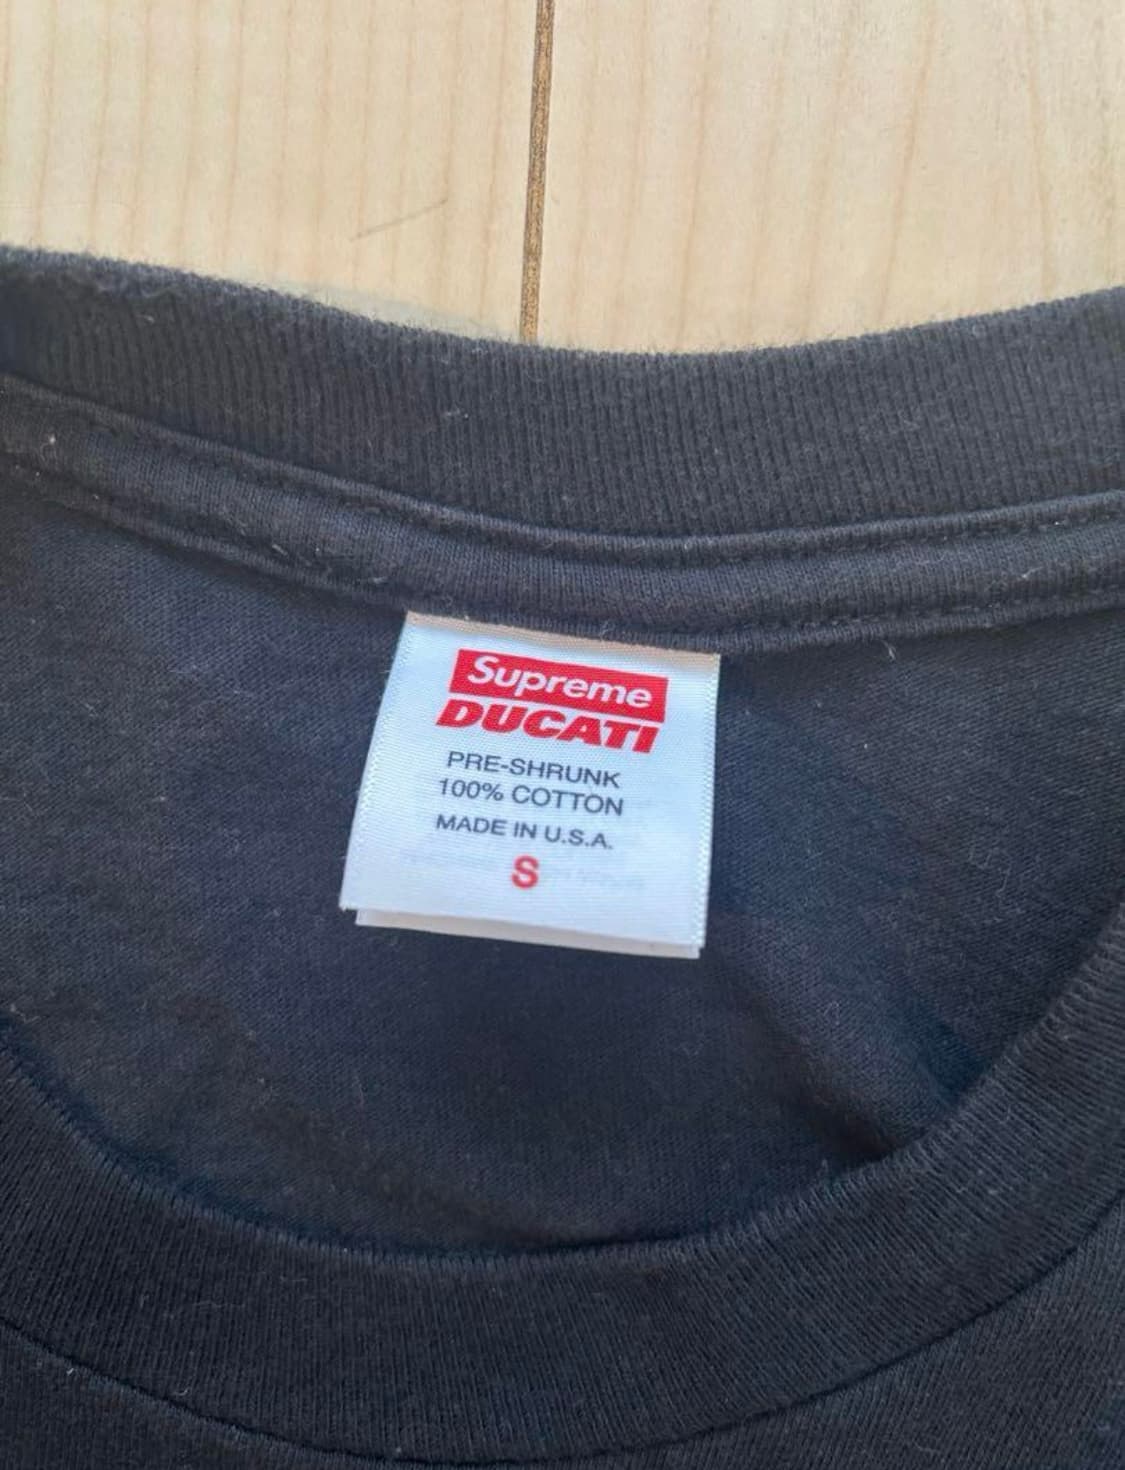 Supreme
DUCATI
PRE-SHRUNK
100% COTTON
MADE IN U.S.A.
S